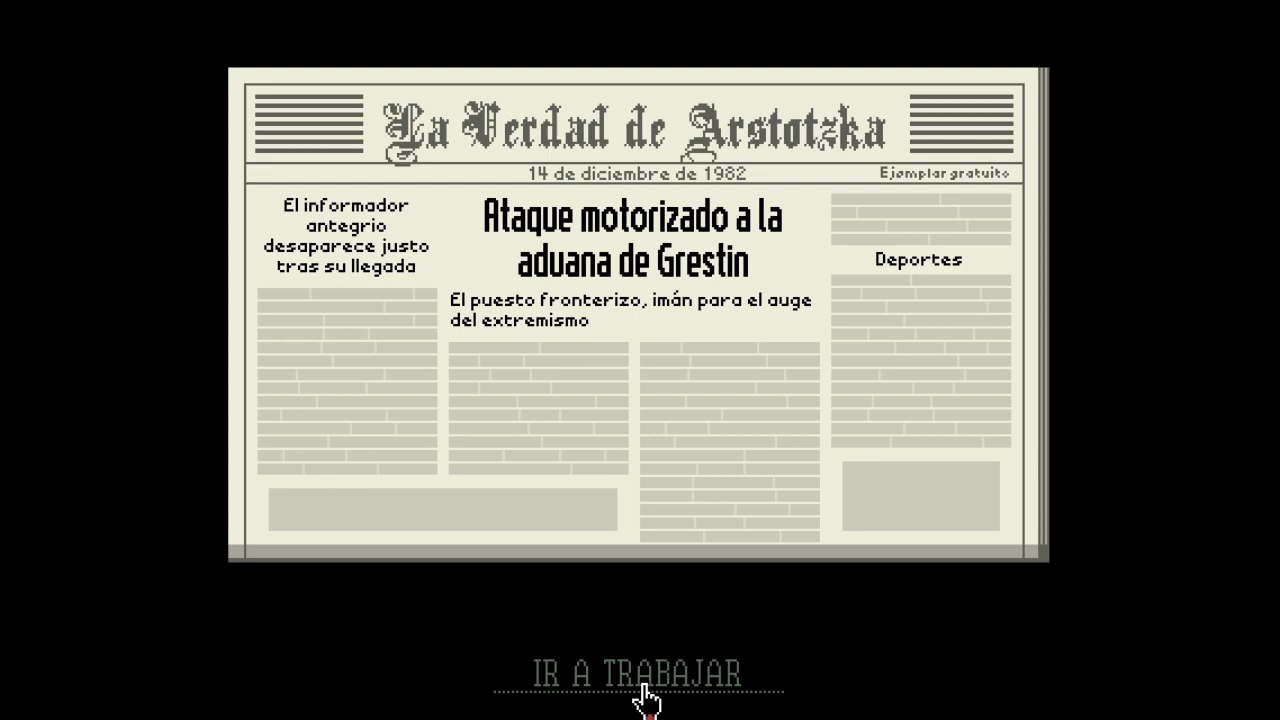 La Verdad de Arstotzka
14 de diciembre de 1982
Ejemplar gratuito
El informador
antegrio
desaparece justo
tras su llegada
Ataque motorizado a la
aduana de Grestin
El puesto fronterizo, imán para el auge
del extremismo
Deportes
IR A TRABAJAR